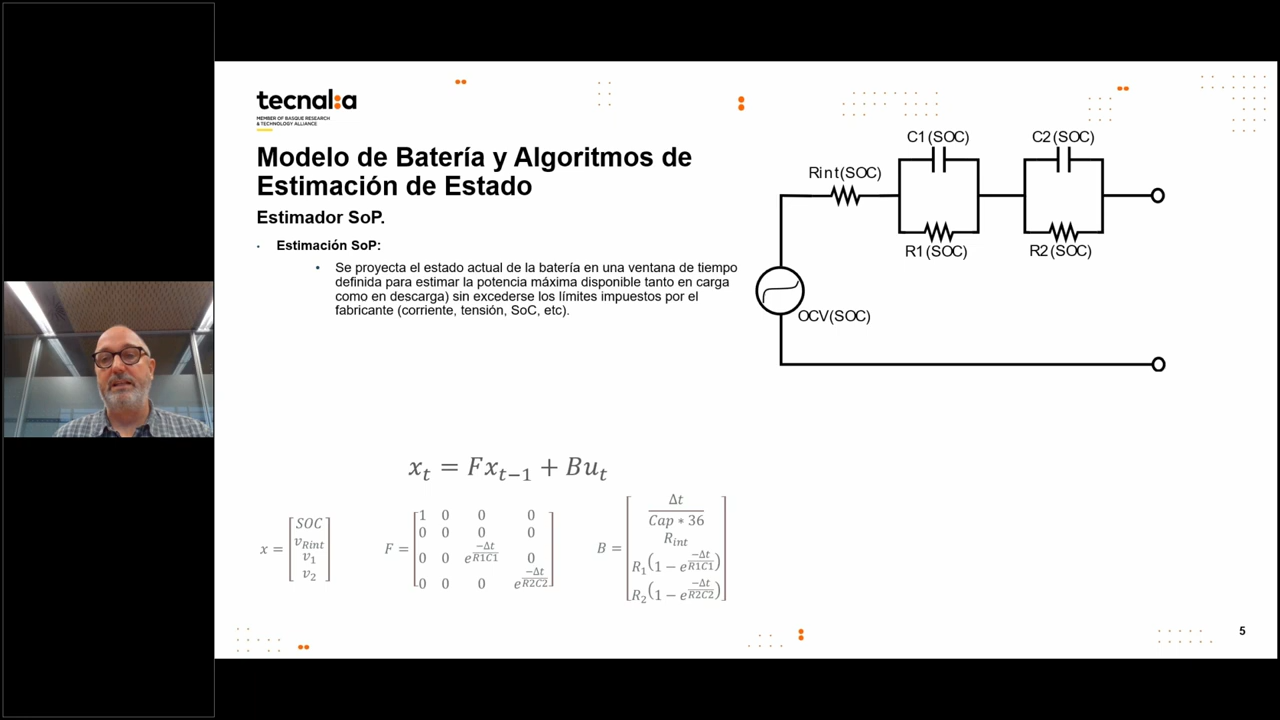 tecnal:a
MEMBER OF BASQUE RESEARCH
& TECHNOLOGY ALLIANCE
Modelo de Batería y Algoritmos de
Estimación de Estado
Estimador SoP.
• Estimación SoP:
• Se proyecta el estado actual de la batería en una ventana de tiempo
definida para estimar la potencia máxima disponible tanto en carga
como en descarga) sin excederse los límites impuestos por el
fabricante (corriente, tensión, SoC, etc).
C1(SOC)
C2(SOC)
Rint(SOC)
R1(SOC)
R2(SOC)
OCV(SOC)
x_t = Fx_{t−1} + Bu_t
x = [SOC
v_{Rint}
v_1
v_2]
F = [1 0 0 0
0 0 0 0
0 0 e^{−Δt/R1C1} 0
0 0 0 e^{−Δt/R2C2}]
B = [Δt/(Cap * 36)
R_{int}
R_1(1 − e^{−Δt/R1C1})
R_2(1 − e^{−Δt/R2C2})]
5